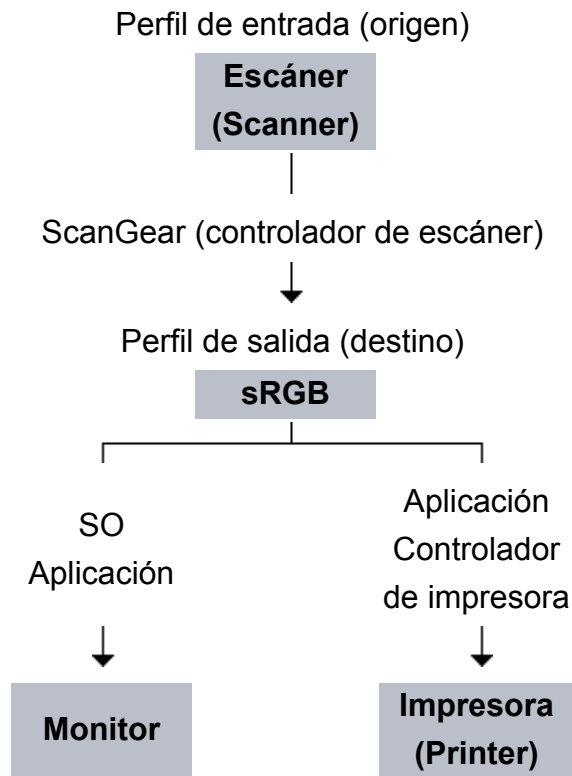 Perfil de entrada (origen)
Escáner
(Scanner)
ScanGear (controlador de escáner)
Perfil de salida (destino)
sRGB
SO
Aplicación
Aplicación
Controlador
de impresora
Monitor
Impresora
(Printer)